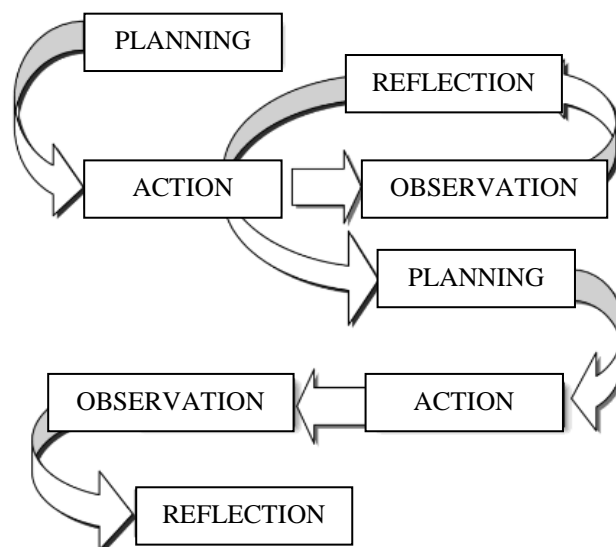 PLANNING
REFLECTION
ACTION
OBSERVATION
PLANNING
OBSERVATION
ACTION
REFLECTION